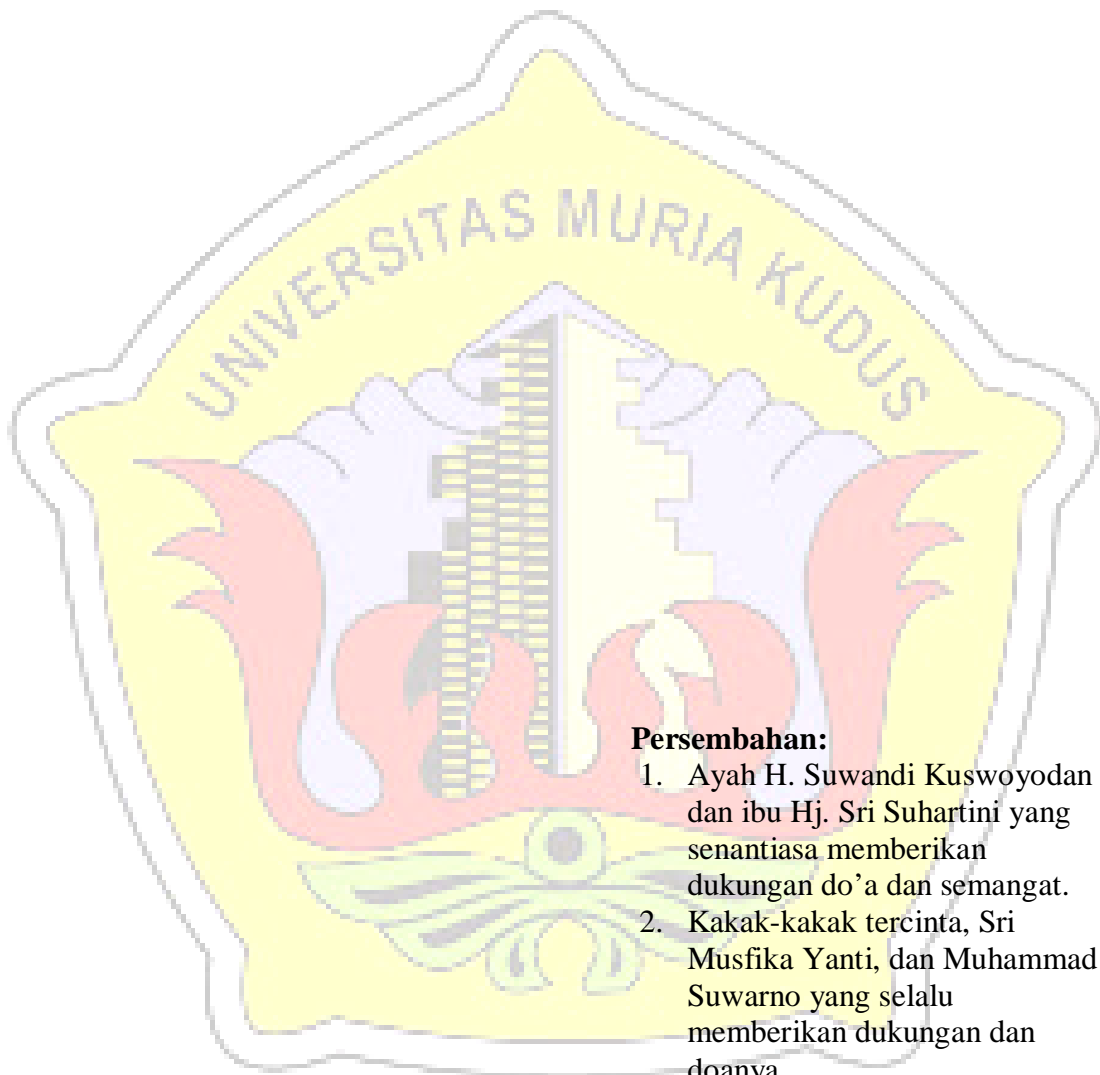 UNIVERSITAS MURIA KUDUS
Persembahan:
1. Ayah H. Suwandi Kuswoyodan
dan ibu Hj. Sri Suhartini yang
senantiasa memberikan
dukungan do’a dan semangat.
2. Kakak-kakak tercinta, Sri
Musfika Yanti, dan Muhammad
Suwarno yang selalu
memberikan dukungan dan
doanya